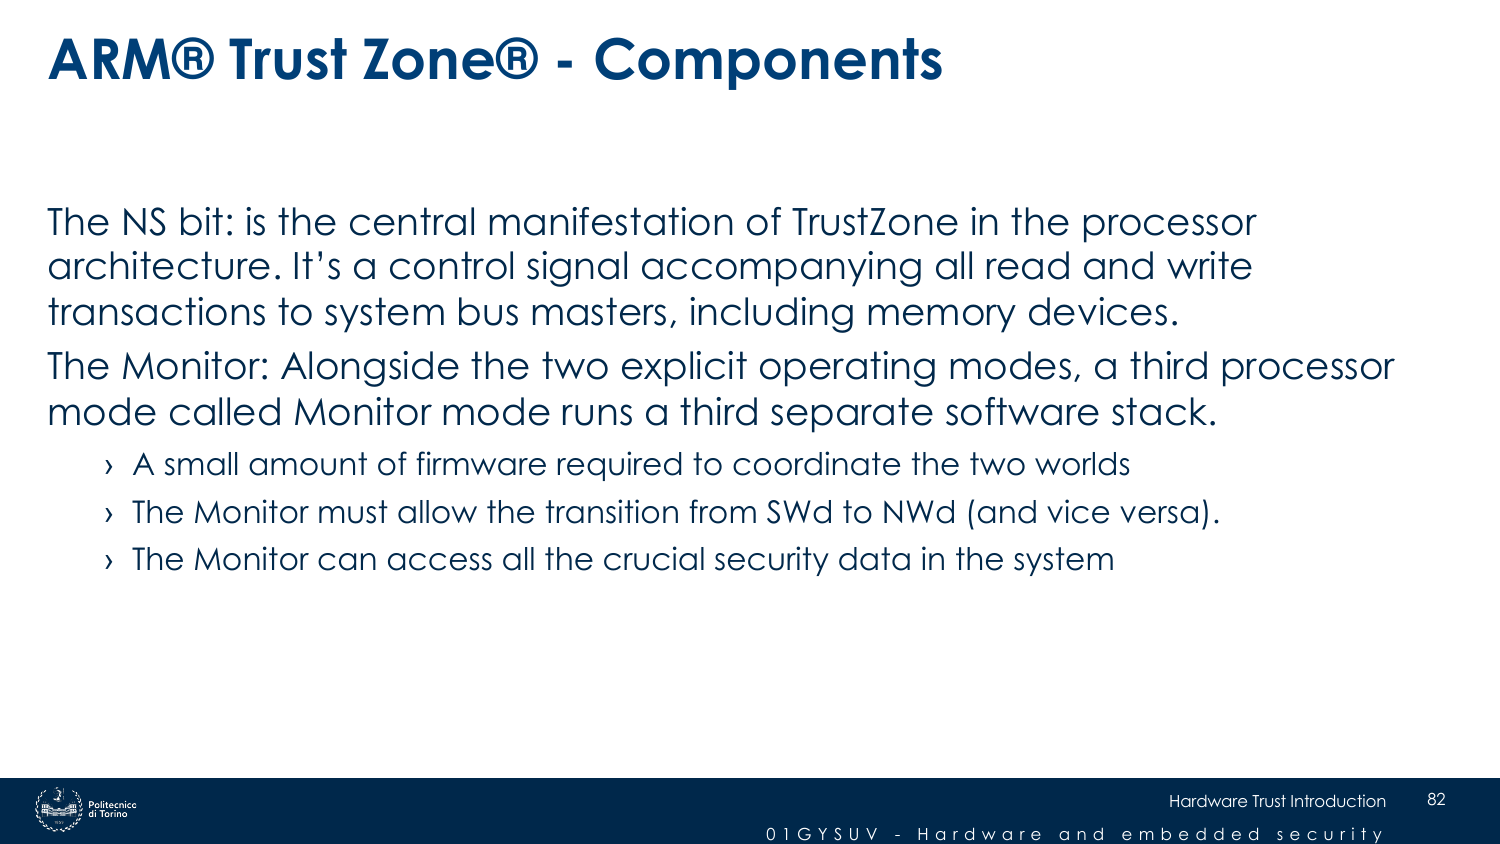 ARM® Trust Zone® - Components
The NS bit: is the central manifestation of TrustZone in the processor
architecture. It’s a control signal accompanying all read and write
transactions to system bus masters, including memory devices.
The Monitor: Alongside the two explicit operating modes, a third processor
mode called Monitor mode runs a third separate software stack.
› A small amount of firmware required to coordinate the two worlds
› The Monitor must allow the transition from SWd to NWd (and vice versa).
› The Monitor can access all the crucial security data in the system
Politecnico
di Torino
Hardware Trust Introduction 82
01GYSUV - Hardware and embedded security